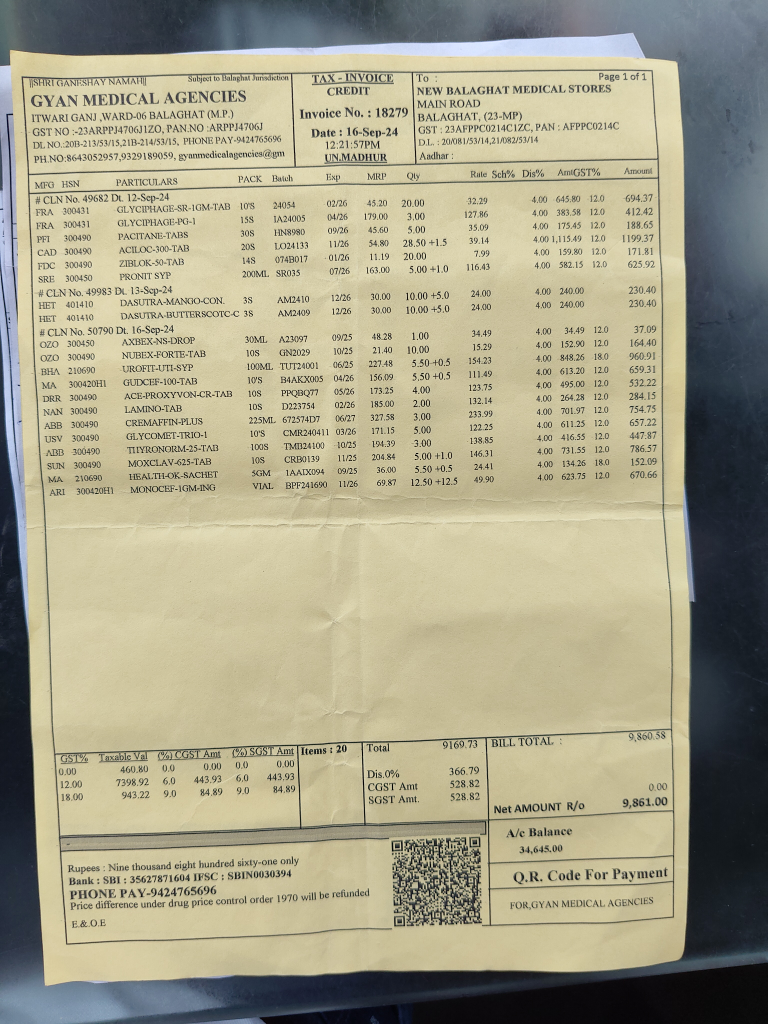 ||SHRI GANESHAY NAMAH|| Subject to Balaghat Jurisdiction
GYAN MEDICAL AGENCIES
ITWARI GANJ ,WARD-06 BALAGHAT (M.P.)
GST NO :-23ARPPJ4706J1ZO, PAN.NO :ARPPJ4706J
DL NO.:20B-213/53/15,21B-214/53/15, PHONE PAY-9424765696
PH.NO:8643052957,9329189059, gyanmedicalagencies@gm
TAX - INVOICE
CREDIT
Invoice No. : 18279
Date : 16-Sep-24
12:21:57PM
UN.MADHUR
To : Page 1 of 1
NEW BALAGHAT MEDICAL STORES
MAIN ROAD
BALAGHAT, (23-MP)
GST : 23AFPPC0214C1ZC, PAN : AFPPC0214C
D.L. : 20/081/53/14,21/082/53/14
Aadhar :
MFG HSN PARTICULARS PACK Batch Exp MRP Qty Rate Sch% Dis% Amt GST% Amount
# CLN No. 49682 Dt. 12-Sep-24
FRA 300431 GLYCIPHAGE-SR-1GM-TAB 10'S 24054 02/26 45.20 20.00 32.29 4.00 645.80 12.0 694.37
FRA 300431 GLYCIPHAGE-PG-1 15S IA24005 04/26 179.00 3.00 127.86 4.00 383.58 12.0 412.42
PFI 300490 PACITANE-TABS 30S HN8980 09/26 45.60 5.00 35.09 4.00 175.45 12.0 188.65
CAD 300490 ACILOC-300-TAB 20S LO24133 11/26 54.80 28.50 +1.5 39.14 4.00 1,115.49 12.0 1199.37
FDC 300490 ZIBLOK-50-TAB 14S 074B017 01/26 11.19 20.00 7.99 4.00 159.80 12.0 171.81
SRE 300450 PRONIT SYP 200ML SR035 07/26 163.00 5.00 +1.0 116.43 4.00 582.15 12.0 625.92
# CLN No. 49983 Dt. 13-Sep-24
HET 401410 DASUTRA-MANGO-CON. 3S AM2410 12/26 30.00 10.00 +5.0 24.00 4.00 240.00 230.40
HET 401410 DASUTRA-BUTTERSCOTC-C 3S AM2409 12/26 30.00 10.00 +5.0 24.00 4.00 240.00 230.40
# CLN No. 50790 Dt. 16-Sep-24
OZO 300450 AXBEX-NS-DROP 30ML A23097 09/25 48.28 1.00 34.49 4.00 34.49 12.0 37.09
OZO 300490 NUBEX-FORTE-TAB 10S GN2029 10/25 21.40 10.00 15.29 4.00 152.90 12.0 164.40
BHA 210690 UROFIT-UTI-SYP 100ML TUT24001 06/25 227.48 5.50 +0.5 154.23 4.00 848.26 18.0 960.91
MA 300420H1 GUDCEF-100-TAB 10'S B4AKX005 04/26 156.09 5.50 +0.5 111.49 4.00 613.20 12.0 659.31
DRR 300490 ACE-PROXYVON-CR-TAB 10S PPQBQ77 05/26 173.25 4.00 123.75 4.00 495.00 12.0 532.22
NAN 300490 LAMINO-TAB 10S D223754 02/26 185.00 2.00 132.14 4.00 264.28 12.0 284.15
ABB 300490 CREMAFFIN-PLUS 225ML 672574D7 06/27 327.58 3.00 233.99 4.00 701.97 12.0 754.75
USV 300490 GLYCOMET-TRIO-1 10'S CMR240411 03/26 171.15 5.00 122.25 4.00 611.25 12.0 657.22
ABB 300490 THYRONORM-25-TAB 100S TMB24100 10/25 194.39 3.00 138.85 4.00 416.55 12.0 447.87
SUN 300490 MOXCLAV-625-TAB 10S CRB0139 11/25 204.84 5.00 +1.0 146.31 4.00 731.55 12.0 786.57
MA 210690 HEALTH-OK-SACHET 5GM 1AAIX094 09/25 36.00 5.50 +0.5 24.41 4.00 134.26 18.0 152.09
ARI 300420H1 MONOCEF-1GM-ING VIAL BPF241690 11/26 69.87 12.50 +12.5 49.90 4.00 623.75 12.0 670.66
GST% Taxable Val (%) CGST Amt (%) SGST Amt
0.00 460.80 0.0 0.00 0.0 0.00
12.00 7398.92 6.0 443.93 6.0 443.93
18.00 943.22 9.0 84.89 9.0 84.89
Items : 20
Total 9169.73
Dis.0% 366.79
CGST Amt 528.82
SGST Amt. 528.82
BILL TOTAL : 9,860.58
0.00
Net AMOUNT R/o 9,861.00
Rupees : Nine thousand eight hundred sixty-one only
Bank : SBI : 35627871604 IFSC : SBIN0030394
PHONE PAY-9424765696
Price difference under drug price control order 1970 will be refunded
E.& O.E
A/c Balance
34,645.00
Q.R. Code For Payment
FOR,GYAN MEDICAL AGENCIES